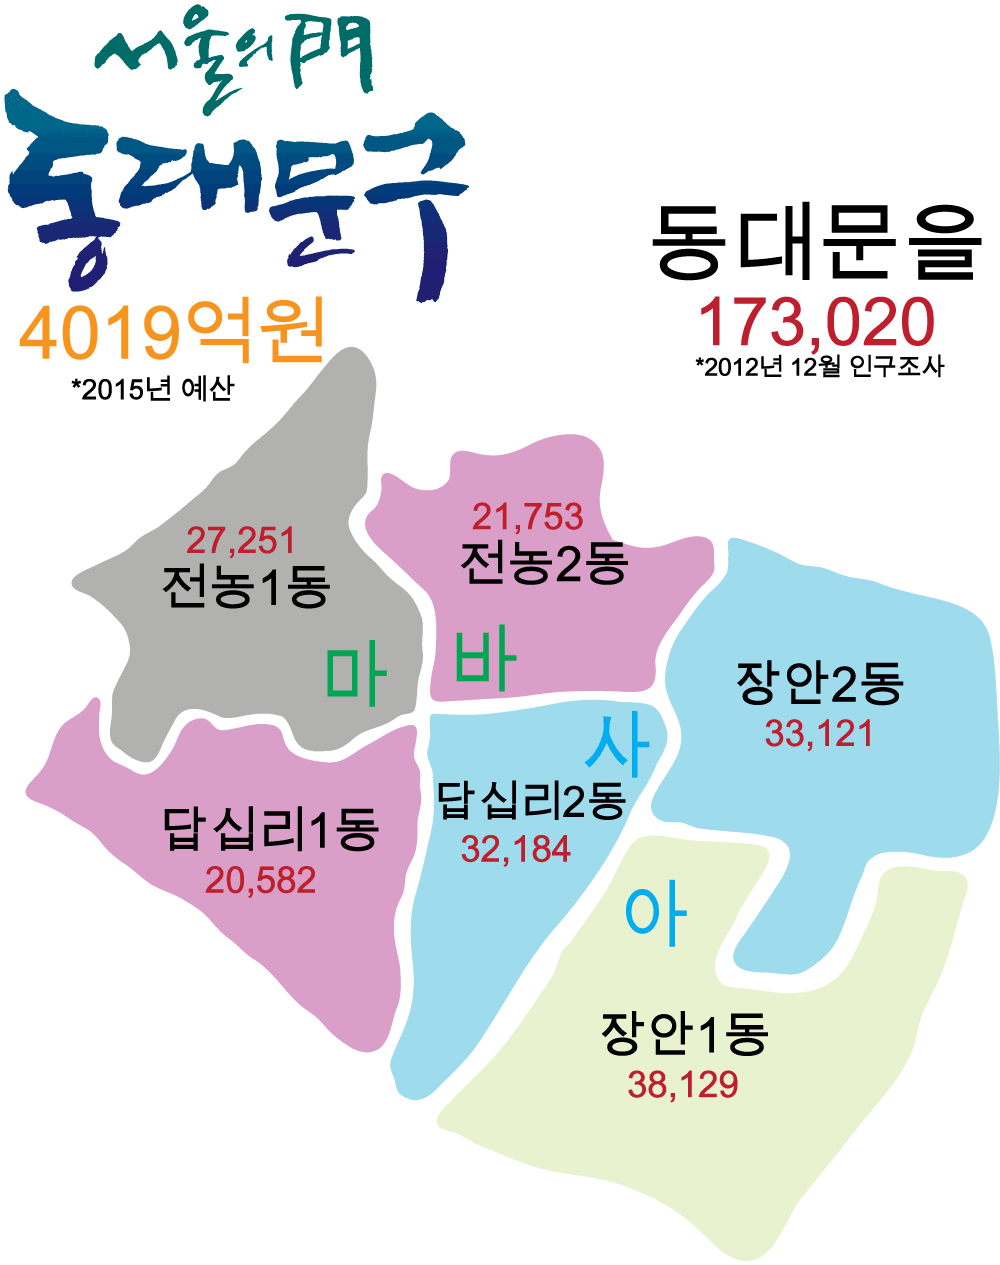 서울의門
동대문구
4019억원
*2015년 예산
동대문을
173,020
*2012년 12월 인구조사
27,251
전농1동
마
21,753
전농2동
바
장안2동
33,121
사
답십리2동
32,184
답십리1동
20,582
아
장안1동
38,129